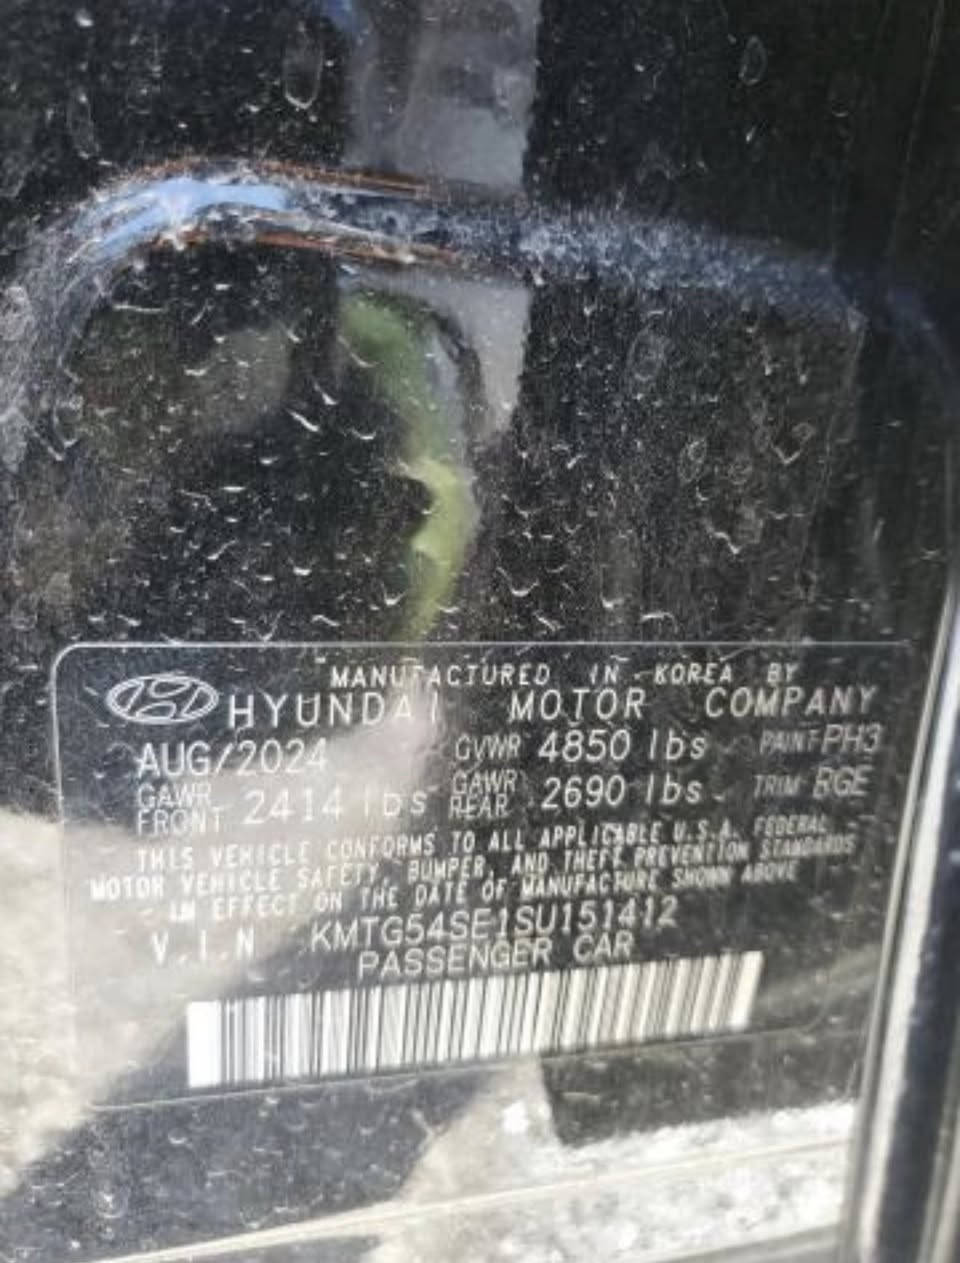 MANUFACTURED IN KOREA BY
HYUNDAI MOTOR COMPANY
AUG/2024 GVWR 4850 lbs PAINT PH3
GAWR FRONT 2414 lbs GAWR REAR 2690 lbs TRIM RGE
THIS VEHICLE CONFORMS TO ALL APPLICABLE U.S.A. FEDERAL
MOTOR VEHICLE SAFETY, BUMPER, AND THEFT PREVENTION STANDARDS
IN EFFECT ON THE DATE OF MANUFACTURE SHOWN ABOVE
V.I.N KMTG54SE1SU151412
PASSENGER CAR